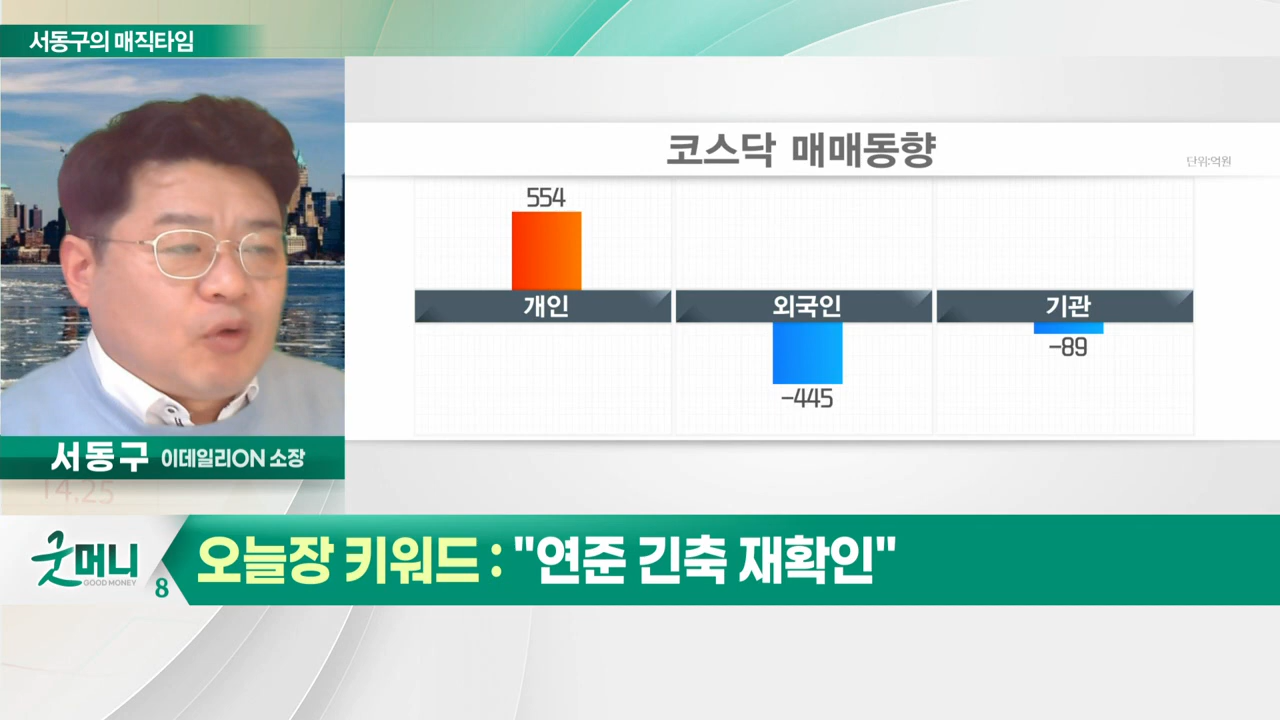 서동구의 매직타임
코스닥 매매동향
단위:억원
554
개인
외국인
기관
-89
-445
서동구 이데일리ON 소장
14.25
굿머니
GOOD MONEY
8
오늘장 키워드 : "연준 긴축 재확인"